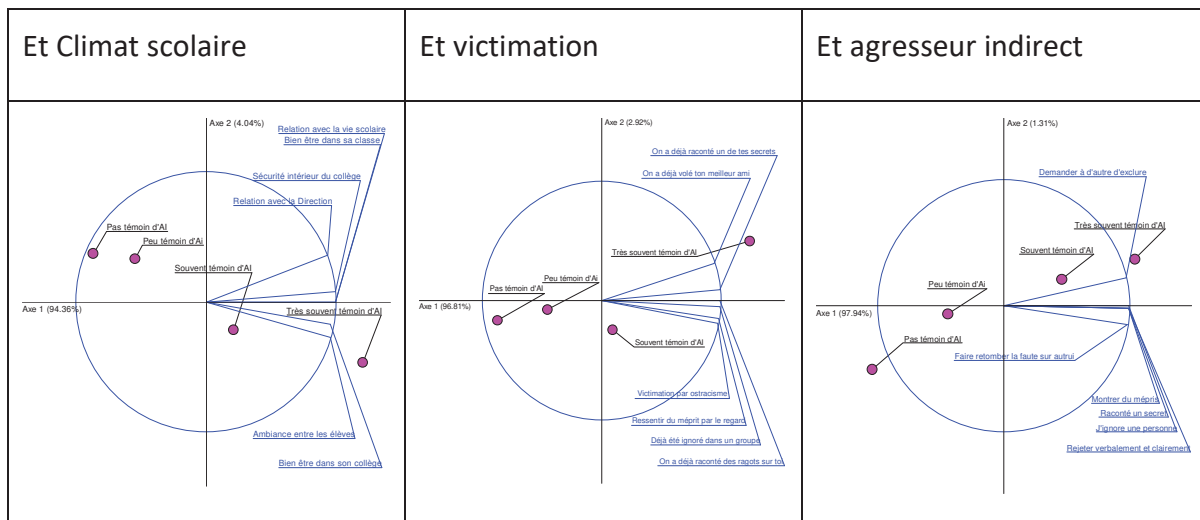 Et Climat scolaire
Et victimation
Et agresseur indirect
Axe 2 (4.04%)
Relation avec la vie scolaire
Bien être dans sa classe
Sécurité intérieur du collège
Relation avec la Direction
Pas témoin d'AI
Peu témoin d'Ai
Souvent témoin d'AI
Axe 1 (94.36%)
Très souvent témoin d'AI
Ambiance entre les élèves
Bien être dans son collège
Axe 2 (2.92%)
On a déjà raconté un de tes secrets
On a déjà volé ton meilleur ami
Très souvent témoin d'AI
Peu témoin d'Ai
Pas témoin d'AI
Axe 1 (96.81%)
Souvent témoin d'AI
Victimation par ostracisme
Ressentir du méprit par le regard
Déjà été ignoré dans un groupe
On a déjà raconté des ragots sur toi
Axe 2 (1.31%)
Demander à d'autre d'exclure
Très souvent témoin d'AI
Souvent témoin d'AI
Peu témoin d'Ai
Axe 1 (97.94%)
Pas témoin d'AI
Faire retomber la faute sur autrui
Montrer du mépris
Raconté un secret
J'ignore une personne
Rejeter verbalement et clairement